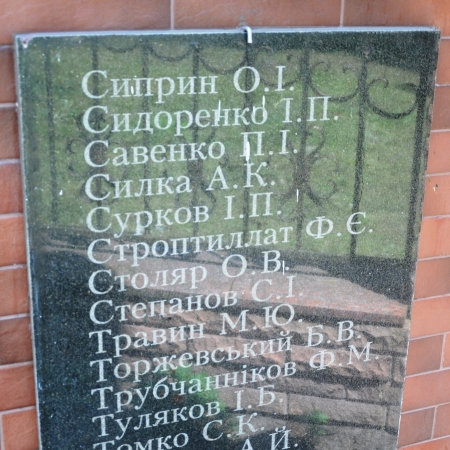 Сиприн О.І.
Сидоренко І.П.
Савенко П.І.
Силка А.К.
Сурков І.П.
Строптиллат Ф.Є.
Столяр О.В.
Степанов С.І.
Травин М.Ю.
Торжевський Б.В.
Трубчанніков Ф.М.
Туляков І.Б.
Томко С.К.
А.Й.